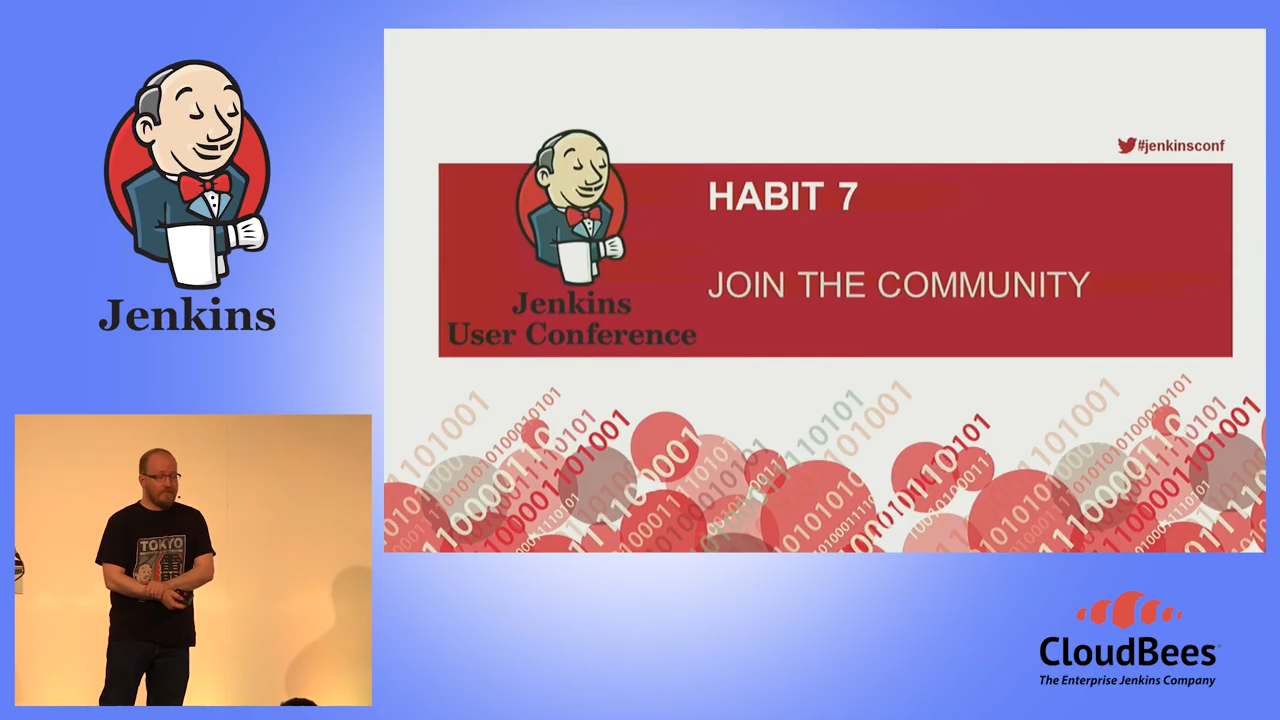 Jenkins
#jenkinsconf
HABIT 7
JOIN THE COMMUNITY
Jenkins
User Conference
TOKYO
CloudBees
The Enterprise Jenkins Company